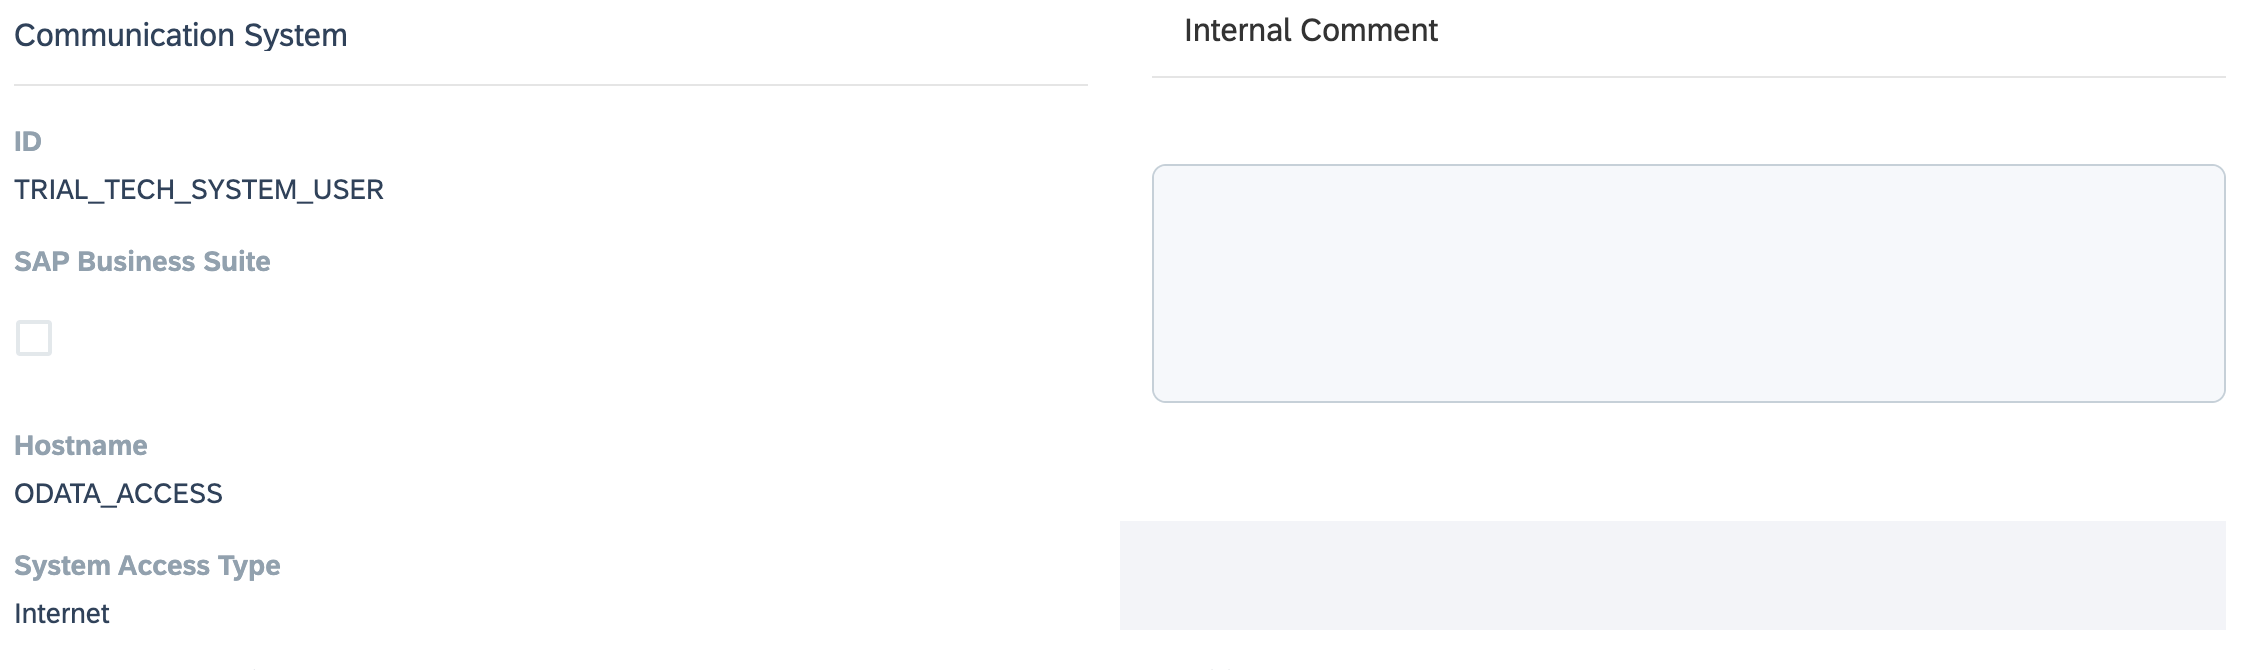 Communication System
ID
TRIAL_TECH_SYSTEM_USER
SAP Business Suite
Hostname
ODATA_ACCESS
System Access Type
Internet
Internal Comment